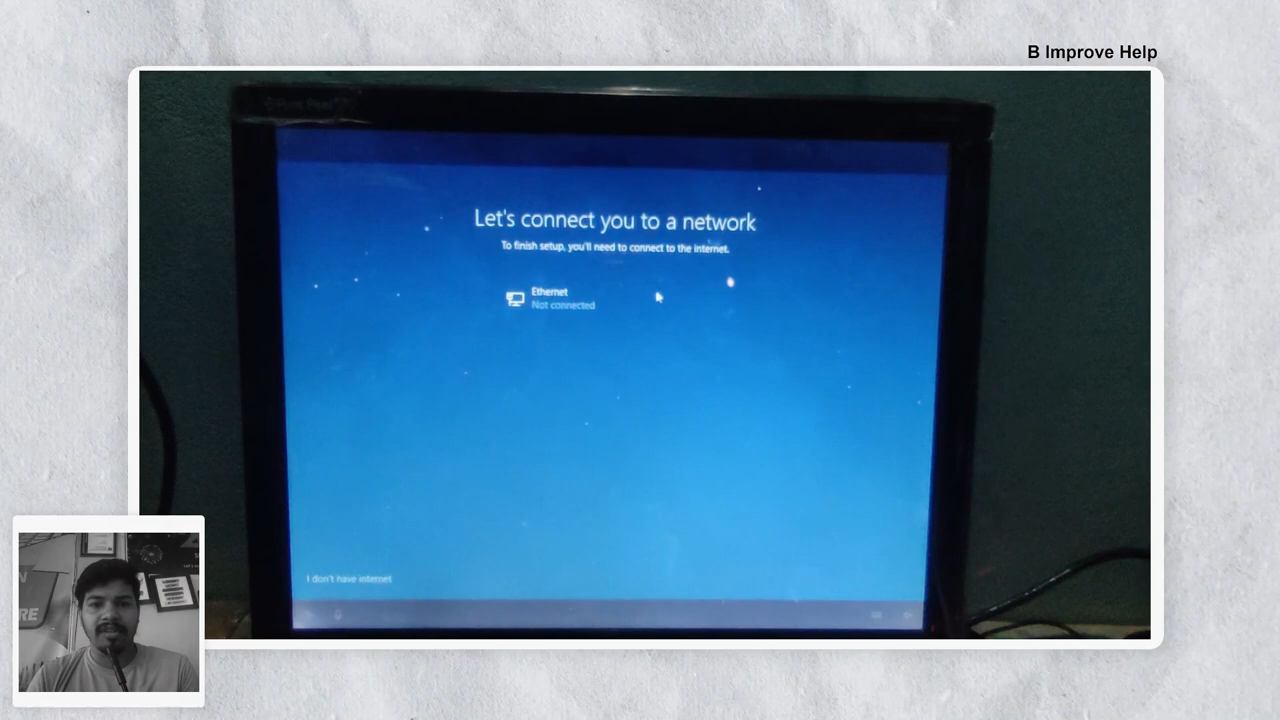 B Improve Help
Let's connect you to a network
To finish setup, you'll need to connect to the internet.
Ethernet
Not connected
I don't have internet